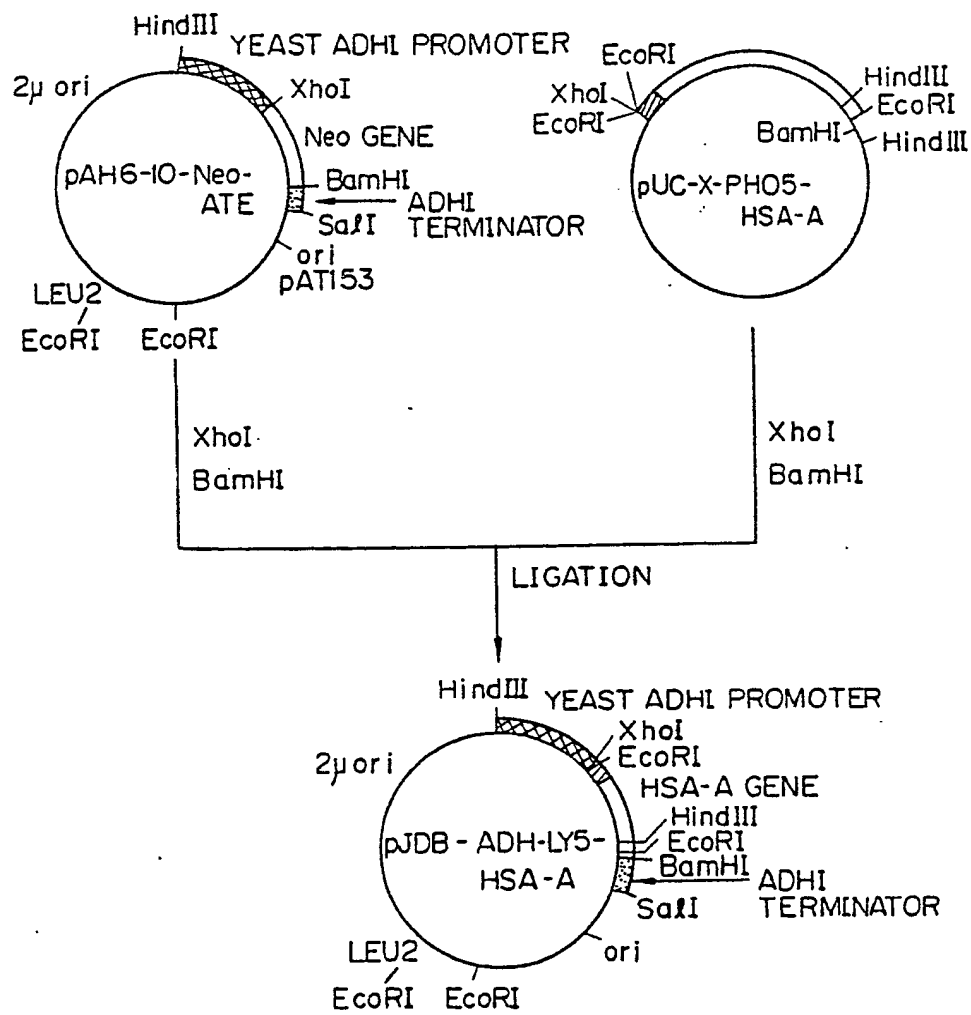 HindIII
YEAST ADHI PROMOTER
2μ ori
XhoI
Neo GENE
pAH6-10-Neo-
ATE
BamHI
ADHI
TERMINATOR
SalI
ori
pAT153
LEU2
EcoRI
EcoRI
EcoRI
XhoI
EcoRI
HindIII
EcoRI
BamHI
HindIII
pUC-X-PHO5-
HSA-A
XhoI
BamHI
XhoI
BamHI
LIGATION
HindIII
YEAST ADHI PROMOTER
XhoI
EcoRI
2μ ori
HSA-A GENE
HindIII
EcoRI
BamHI
pJDB-ADH-LY5-
HSA-A
ADHI
TERMINATOR
SalI
ori
LEU2
EcoRI
EcoRI